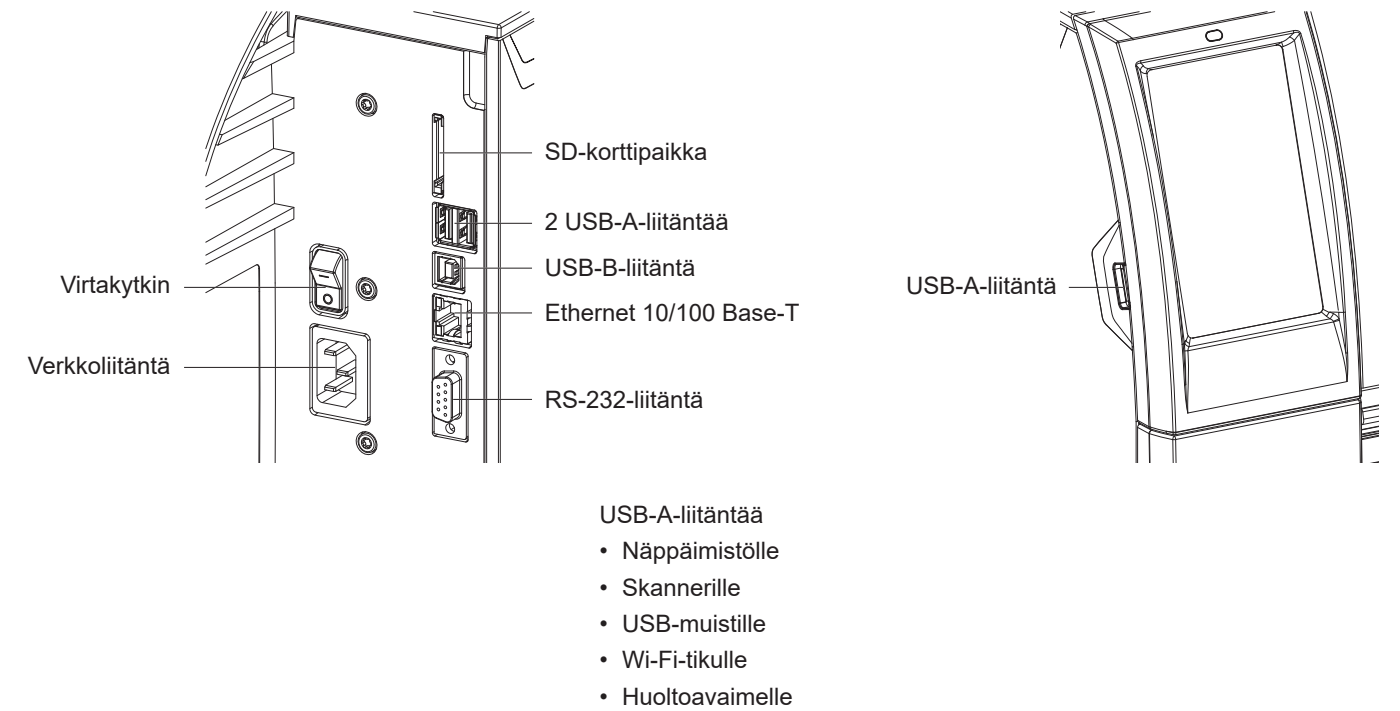 SD-korttipaikka
2 USB-A-liitäntää
USB-B-liitäntä
Ethernet 10/100 Base-T
RS-232-liitäntä
Virtakytkin
Verkkoliitäntä
USB-A-liitäntä
USB-A-liitäntää
• Näppäimistölle
• Skannerille
• USB-muistille
• Wi-Fi-tikulle
• Huoltoavaimelle